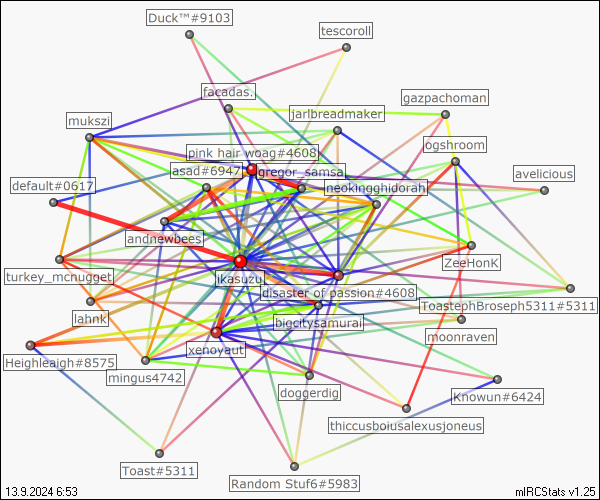 Duck™#9103
tescoroll
facadas.
gazpachoman
jarlbreadmaker
mukszi
ogshroom
pink hair woag#4608
asad#6947
gregor_samsa
avelicious
default#0617
neokingghidorah
andnewbees
ZeeHonK
turkey_mchugget
ikasuzu
disaster of passion#4608
ToastephBroseph5311#5311
lahnK
bigcitysamurai
moonraven
xenoyaut
Heighleaigh#8575
mingus4742
doggerdig
Knowun#6424
thiccusboiusalexusjoneus
Toast#5311
Random Stuf6#5983
13.9.2024 6:53
mIRCStats v1.25